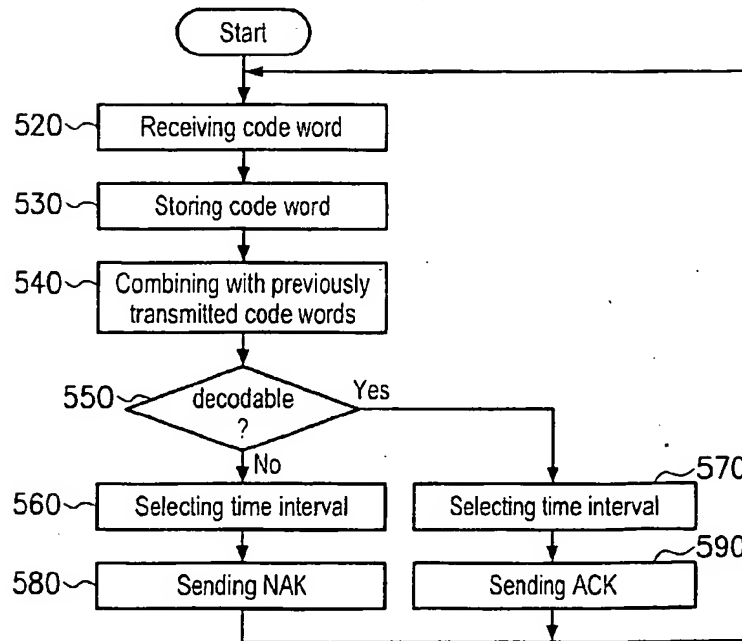 Start
520
Receiving code word
530
Storing code word
540
Combining with previously
transmitted code words
550
decodable
?
Yes
No
560
Selecting time interval
570
Selecting time interval
580
Sending NAK
590
Sending ACK